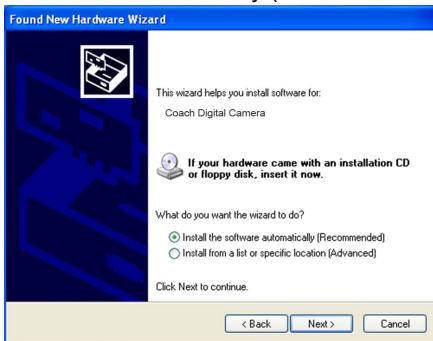 Found New Hardware Wizard
This wizard helps you install software for:
Coach Digital Camera
If your hardware came with an installation CD
or floppy disk, insert it now.
What do you want the wizard to do?
Install the software automatically (Recommended)
Install from a list or specific location (Advanced)
Click Next to continue.
< Back
Next >
Cancel